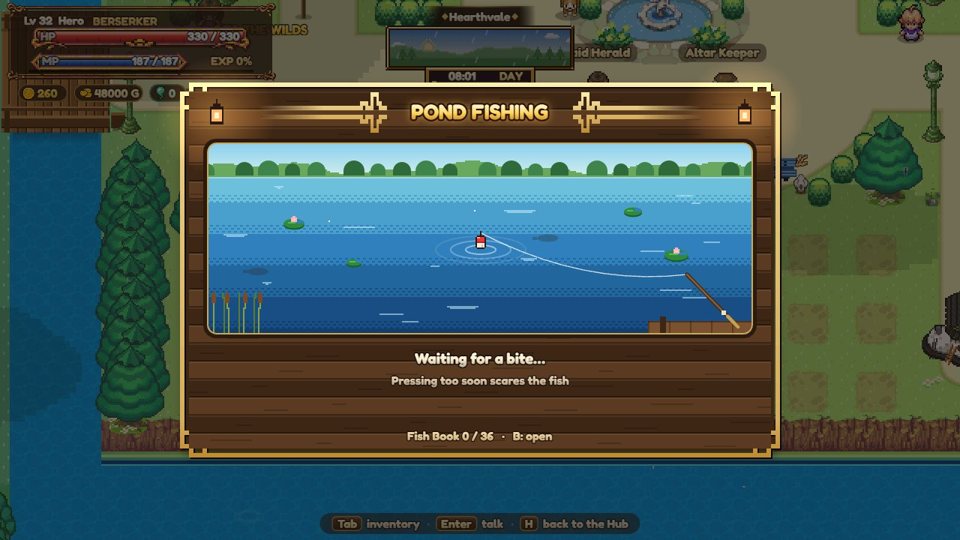 Lv 32 Hero BERSERKER
HP 330 / 330
MP 187 / 187 EXP 0%
260 48000 G 0
WILDS
Hearthvale
08:01 DAY
Herald
Altar Keeper
POND FISHING
Waiting for a bite...
Pressing too soon scares the fish
Fish Book 0 / 36 · B: open
Tab inventory · Enter talk · H back to the Hub